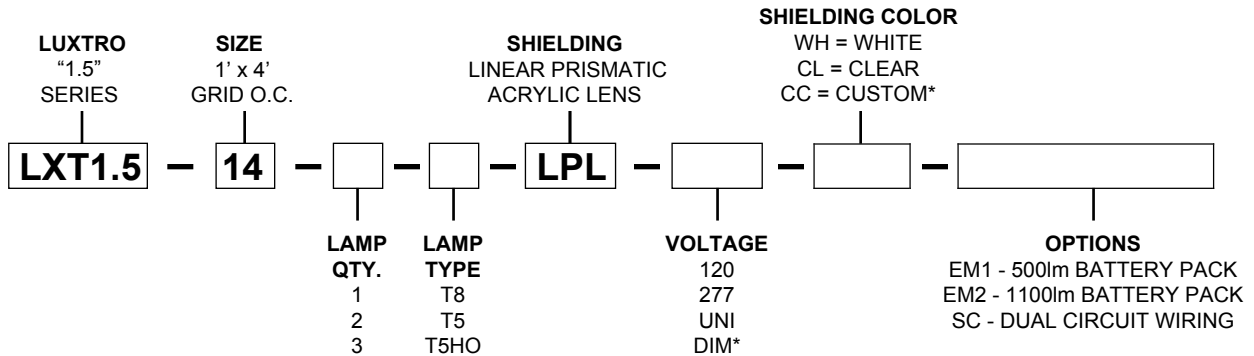 LUXTRO
“1.5”
SERIES
SIZE
1’ x 4’
GRID O.C.
SHIELDING
LINEAR PRISMATIC
ACRYLIC LENS
SHIELDING COLOR
WH = WHITE
CL = CLEAR
CC = CUSTOM*
LXT1.5 – 14 – – – LPL – – –
LAMP
QTY.
1
2
3
LAMP
TYPE
T8
T5
T5HO
VOLTAGE
120
277
UNI
DIM*
OPTIONS
EM1 - 500lm BATTERY PACK
EM2 - 1100lm BATTERY PACK
SC - DUAL CIRCUIT WIRING